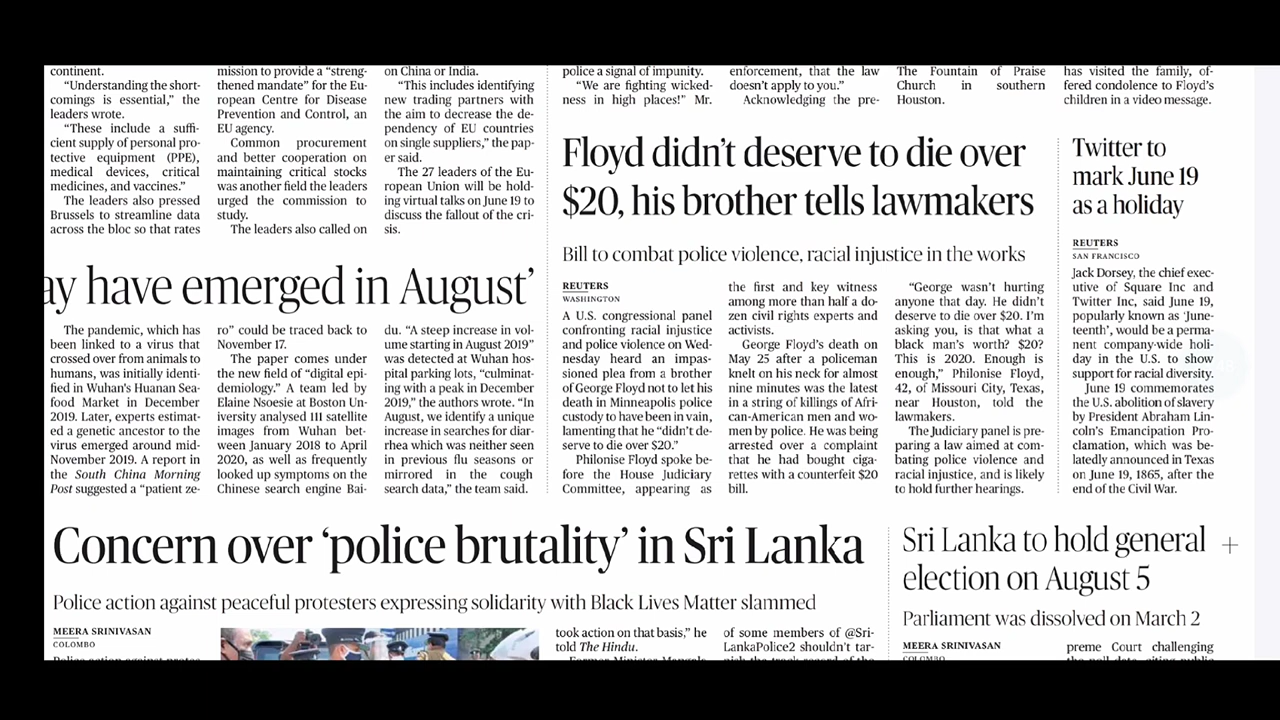 continent.
“Understanding the short-
comings is essential,” the
leaders wrote.
“These include a suffi-
cient supply of personal pro-
tective equipment (PPE),
medical devices, critical
medicines, and vaccines.”
The leaders also pressed
Brussels to streamline data
across the bloc so that rates
mission to provide a “streng-
thened mandate” for the Eu-
ropean Centre for Disease
Prevention and Control, an
EU agency.
Common procurement
and better cooperation on
maintaining critical stocks
was another field the leaders
urged the commission to
study.
The leaders also called on
on China or India.
“This includes identifying
new trading partners with
the aim to decrease the de-
pendency of EU countries
on single suppliers,” the pap-
er said.
The 27 leaders of the Eu-
ropean Union will be hold-
ing virtual talks on June 19 to
discuss the fallout of the cri-
sis.
police a signal of impunity.
“We are fighting wicked-
ness in high places!” Mr.
enforcement, that the law
doesn’t apply to you.”
Acknowledging the pre-
The Fountain of Praise
Church in southern
Houston.
has visited the family, of-
fered condolence to Floyd’s
children in a video message.
ay have emerged in August’
The pandemic, which has
been linked to a virus that
crossed over from animals to
humans, was initially identi-
fied in Wuhan’s Huanan Sea-
food Market in December
2019. Later, experts estimat-
ed a genetic ancestor to the
virus emerged around mid-
November 2019. A report in
the South China Morning
Post suggested a “patient ze-
ro” could be traced back to
November 17.
The paper comes under
the new field of “digital epi-
demiology.” A team led by
Elaine Nsoesie at Boston Un-
iversity analysed 111 satellite
images from Wuhan bet-
ween January 2018 to April
2020, as well as frequently
looked up symptoms on the
Chinese search engine Bai-
du. “A steep increase in vol-
ume starting in August 2019”
was detected at Wuhan hos-
pital parking lots, “culminat-
ing with a peak in December
2019,” the authors wrote. “In
August, we identify a unique
increase in searches for diar-
rhea which was neither seen
in previous flu seasons or
mirrored in the cough
search data,” the team said.
Floyd didn’t deserve to die over
$20, his brother tells lawmakers
Bill to combat police violence, racial injustice in the works
REUTERS
WASHINGTON
A U.S. congressional panel
confronting racial injustice
and police violence on Wed-
nesday heard an impas-
sioned plea from a brother
of George Floyd not to let his
death in Minneapolis police
custody to have been in vain,
lamenting that he “didn’t de-
serve to die over $20.”
Philonise Floyd spoke be-
fore the House Judiciary
Committee, appearing as
the first and key witness
among more than half a do-
zen civil rights experts and
activists.
George Floyd’s death on
May 25 after a policeman
knelt on his neck for almost
nine minutes was the latest
in a string of killings of Afri-
can-American men and wo-
men by police. He was being
arrested over a complaint
that he had bought ciga-
rettes with a counterfeit $20
bill.
“George wasn’t hurting
anyone that day. He didn’t
deserve to die over $20. I’m
asking you, is that what a
black man’s worth? $20?
This is 2020. Enough is
enough,” Philonise Floyd,
42, of Missouri City, Texas,
near Houston, told the
lawmakers.
The Judiciary panel is pre-
paring a law aimed at com-
bating police violence and
racial injustice, and is likely
to hold further hearings.
Twitter to
mark June 19
as a holiday
REUTERS
SAN FRANCISCO
Jack Dorsey, the chief exec-
utive of Square Inc and
Twitter Inc, said June 19,
popularly known as ‘June-
teenth’, would be a perma-
nent company-wide holi-
day in the U.S. to show
support for racial diversity.
June 19 commemorates
the U.S. abolition of slavery
by President Abraham Lin-
coln’s Emancipation Pro-
clamation, which was be-
latedly announced in Texas
on June 19, 1865, after the
end of the Civil War.
Concern over ‘police brutality’ in Sri Lanka
Police action against peaceful protesters expressing solidarity with Black Lives Matter slammed
MEERA SRINIVASAN
COLOMBO
took action on that basis,” he
told The Hindu.
of some members of @Sri-
LankaPolice2 shouldn’t tar-
Sri Lanka to hold general
election on August 5
Parliament was dissolved on March 2
MEERA SRINIVASAN
preme Court challenging